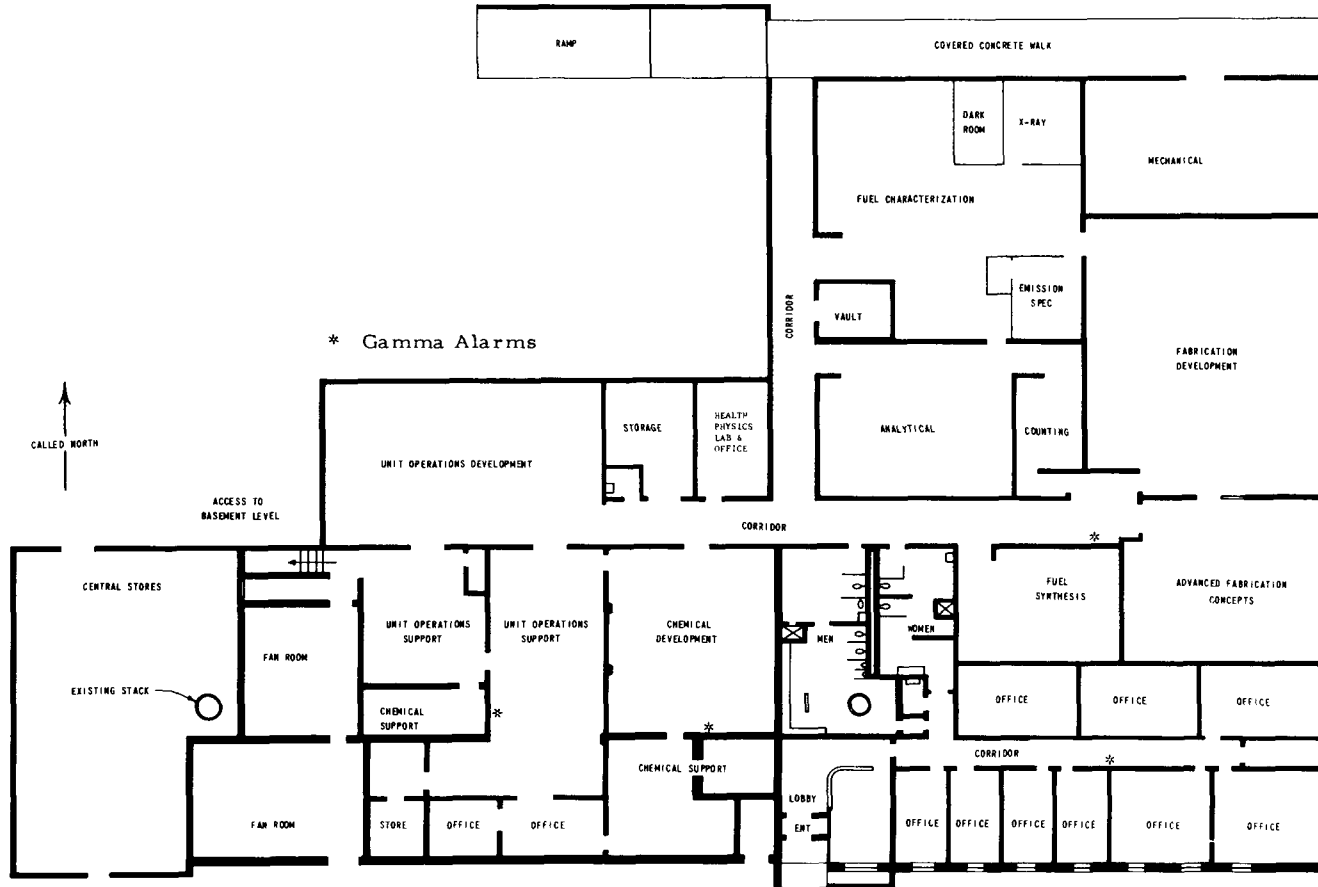 RAMP
COVERED CONCRETE WALK
DARK
ROOM
X-RAY
MECHANICAL
FUEL CHARACTERIZATION
CORRIDOR
EMISSION
SPEC
VAULT
* Gamma Alarms
FABRICATION
DEVELOPMENT
CALLED NORTH
STORAGE
HEALTH
PHYSICS
LAB &
OFFICE
ANALYTICAL
COUNTING
UNIT OPERATIONS DEVELOPMENT
ACCESS TO
BASEMENT LEVEL
CORRIDOR
*
CENTRAL STORES
FUEL
SYNTHESIS
ADVANCED FABRICATION
CONCEPTS
UNIT OPERATIONS
SUPPORT
UNIT OPERATIONS
SUPPORT
CHEMICAL
DEVELOPMENT
MEN
WOMEN
FAN ROOM
EXISTING STACK
CHEMICAL
SUPPORT
*
*
OFFICE
OFFICE
OFFICE
CORRIDOR
*
CHEMICAL SUPPORT
LOBBY
ENT
FAN ROOM
STORE
OFFICE
OFFICE
OFFICE
OFFICE
OFFICE
OFFICE
OFFICE
OFFICE